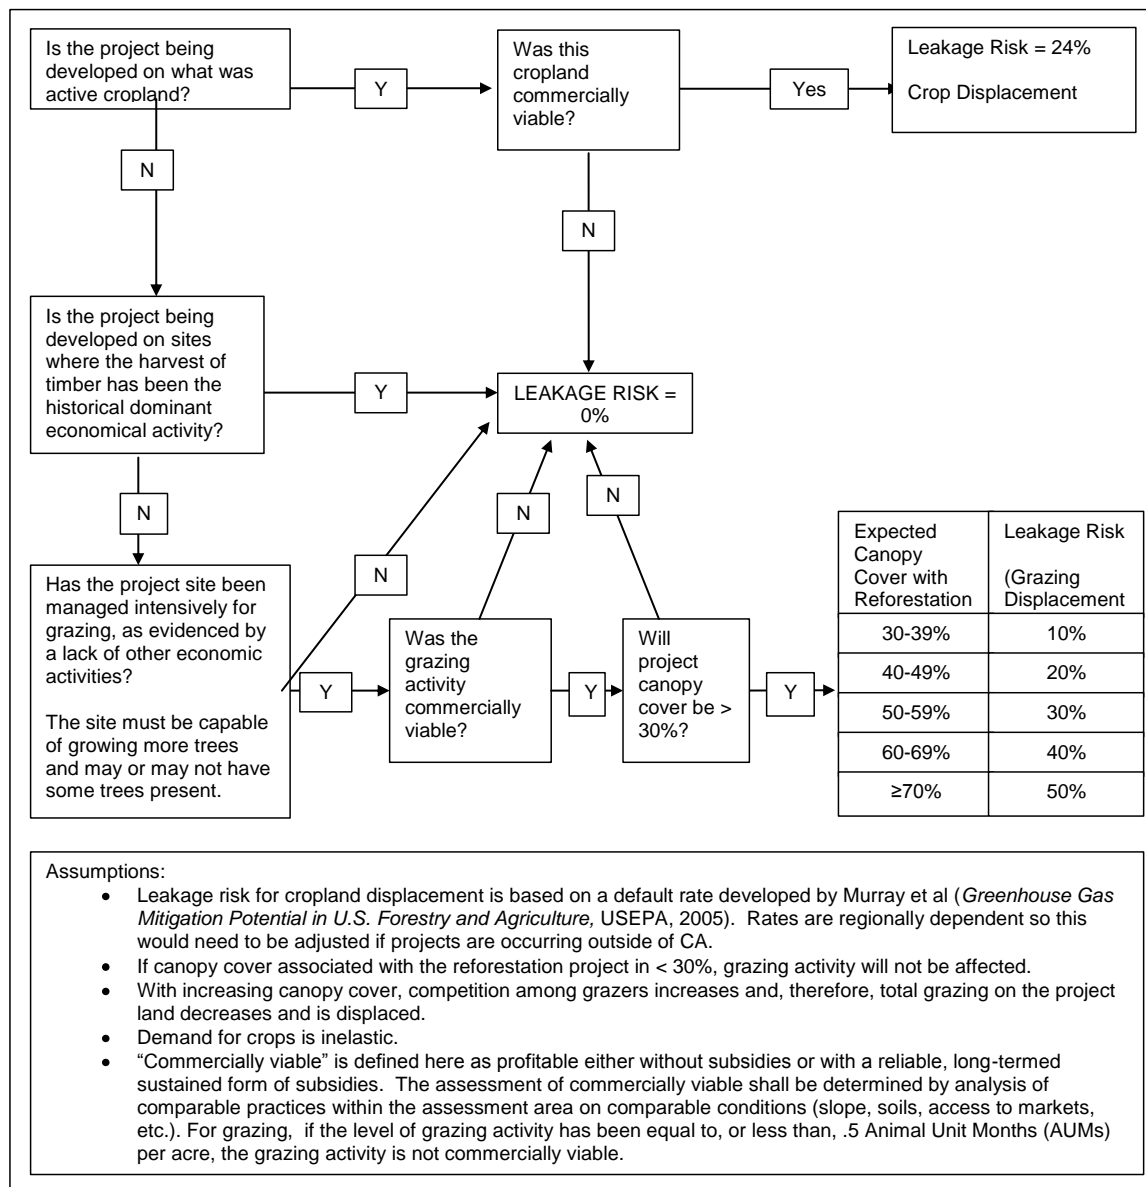 Is the project being
developed on what was
active cropland?
Y
Was this
cropland
commercially
viable?
Yes
Leakage Risk = 24%
Crop Displacement
N
N
Is the project being
developed on sites
where the harvest of
timber has been the
historical dominant
economical activity?
Y
LEAKAGE RISK =
0%
N
N
N
N
Has the project site been
managed intensively for
grazing, as evidenced by
a lack of other economic
activities?
The site must be capable
of growing more trees
and may or may not have
some trees present.
Y
Was the
grazing
activity
commercially
viable?
Y
Will
project
canopy
cover be >
30%?
Y
Expected
Canopy
Cover with
Reforestation
Leakage Risk
(Grazing
Displacement
30-39% 10%
40-49% 20%
50-59% 30%
60-69% 40%
≥70% 50%
Assumptions:
• Leakage risk for cropland displacement is based on a default rate developed by Murray et al (Greenhouse Gas
Mitigation Potential in U.S. Forestry and Agriculture, USEPA, 2005). Rates are regionally dependent so this
would need to be adjusted if projects are occurring outside of CA.
• If canopy cover associated with the reforestation project in < 30%, grazing activity will not be affected.
• With increasing canopy cover, competition among grazers increases and, therefore, total grazing on the project
land decreases and is displaced.
• Demand for crops is inelastic.
• “Commercially viable” is defined here as profitable either without subsidies or with a reliable, long-termed
sustained form of subsidies. The assessment of commercially viable shall be determined by analysis of
comparable practices within the assessment area on comparable conditions (slope, soils, access to markets,
etc.). For grazing, if the level of grazing activity has been equal to, or less than, .5 Animal Unit Months (AUMs)
per acre, the grazing activity is not commercially viable.